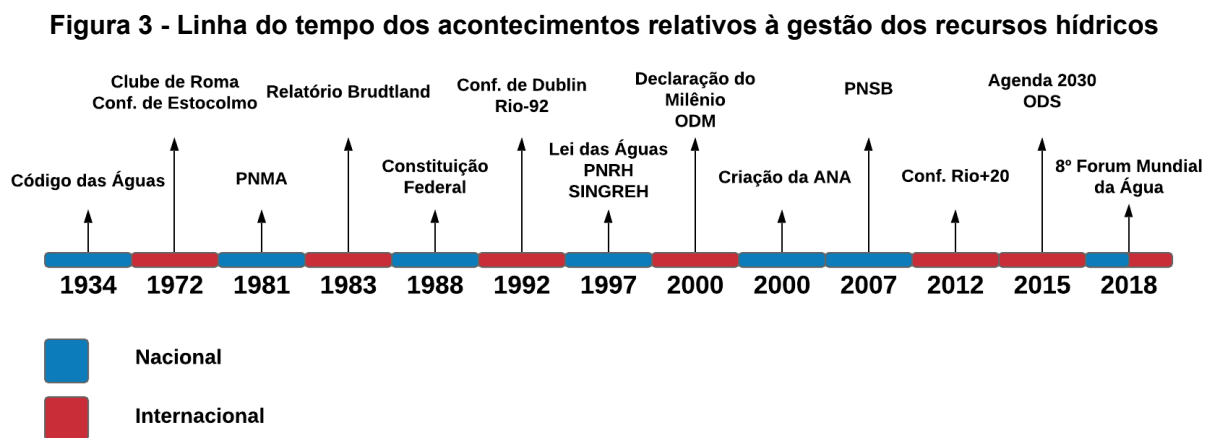 Figura 3 - Linha do tempo dos acontecimentos relativos à gestão dos recursos hídricos
Código das Águas
Clube de Roma
Conf. de Estocolmo
PNMA
Relatório Brudtland
Constituição
Federal
Conf. de Dublin
Rio-92
Lei das Águas
PNRH
SINGREH
Declaração do
Milênio
ODM
Criação da ANA
PNSB
Conf. Rio+20
Agenda 2030
ODS
8º Forum Mundial
da Água
1934 1972 1981 1983 1988 1992 1997 2000 2000 2007 2012 2015 2018
Nacional
Internacional